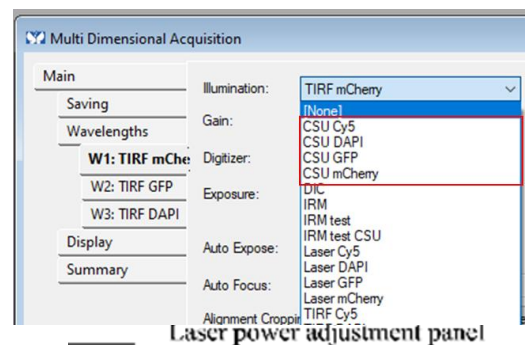 Multi Dimensional Acquisition
Main
Saving
Wavelengths
W1: TIRF mChe
W2: TIRF GFP
W3: TIRF DAPI
Display
Summary
Illumination:
TIRF mCherry
Gain:
Digitizer:
Exposure:
Auto Expose:
Auto Focus:
Alignment Croppin
[None]
CSU Cy5
CSU DAPI
CSU GFP
CSU mCherry
DIC
IRM
IRM test
IRM test CSU
Laser Cy5
Laser DAPI
Laser GFP
Laser mCherry
TIRF Cy5
Laser power adjustment panel